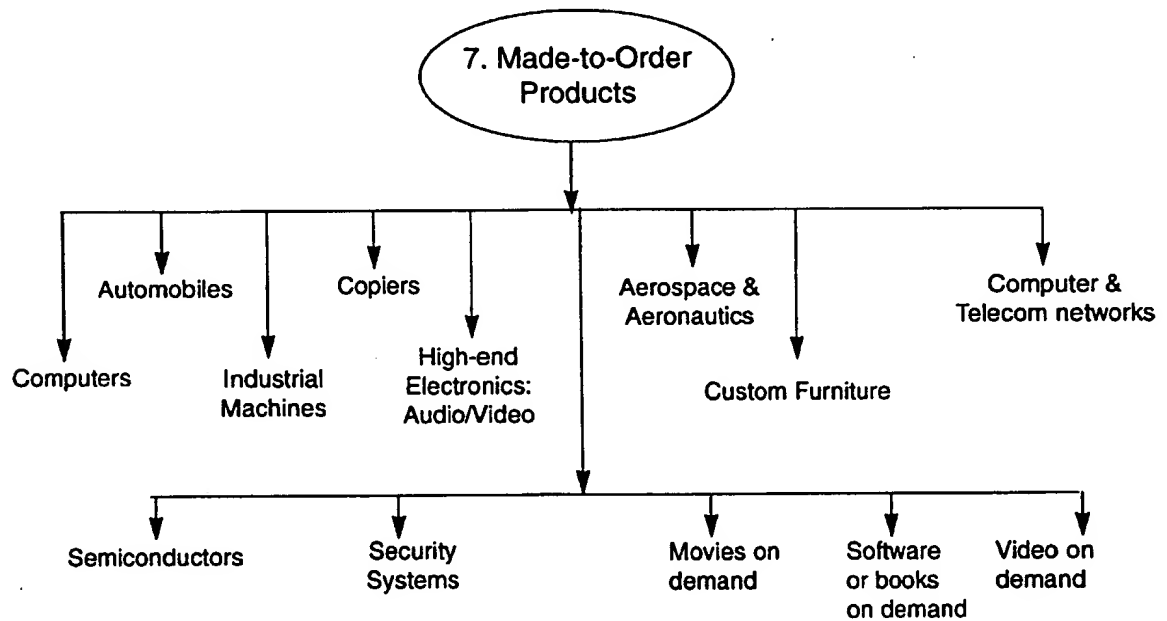 7. Made-to-Order
Products
Automobiles
Copiers
Aerospace &
Aeronautics
Computer &
Telecom networks
Computers
Industrial
Machines
High-end
Electronics:
Audio/Video
Custom Furniture
Semiconductors
Security
Systems
Movies on
demand
Software
or books
on demand
Video on
demand